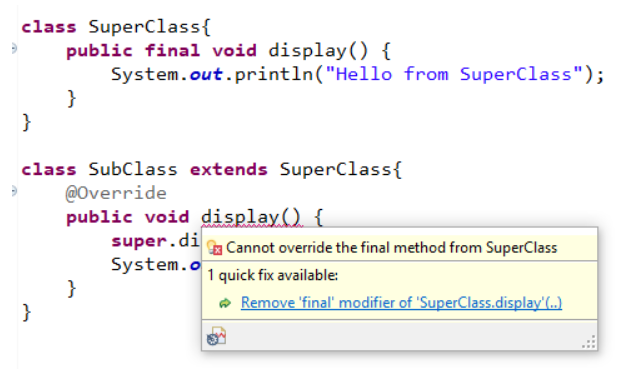 class SuperClass{
public final void display() {
System.out.println("Hello from SuperClass");
}
}
class SubClass extends SuperClass{
@Override
public void display() {
super.di
System.o
}
}
Cannot override the final method from SuperClass
1 quick fix available:
Remove 'final' modifier of 'SuperClass.display'(..)